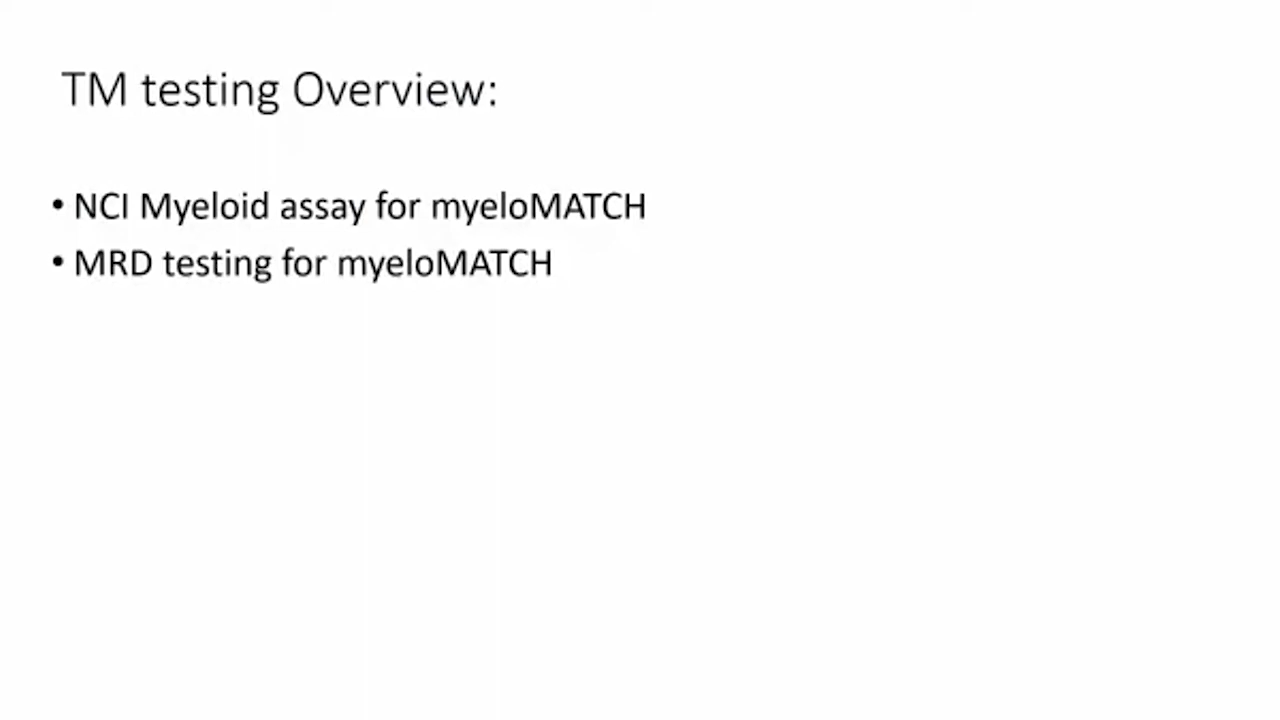 TM testing Overview:
• NCI Myeloid assay for myeloMATCH
• MRD testing for myeloMATCH